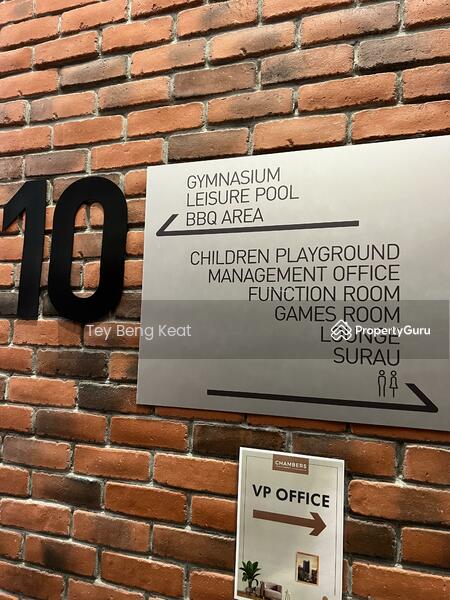 10
GYMNASIUM
LEISURE POOL
BBQ AREA
CHILDREN PLAYGROUND
MANAGEMENT OFFICE
FUNCTION ROOM
GAMES ROOM
LOUNGE
SURAU
Tey Beng Keat
PropertyGuru
CHAMBERS
VP OFFICE